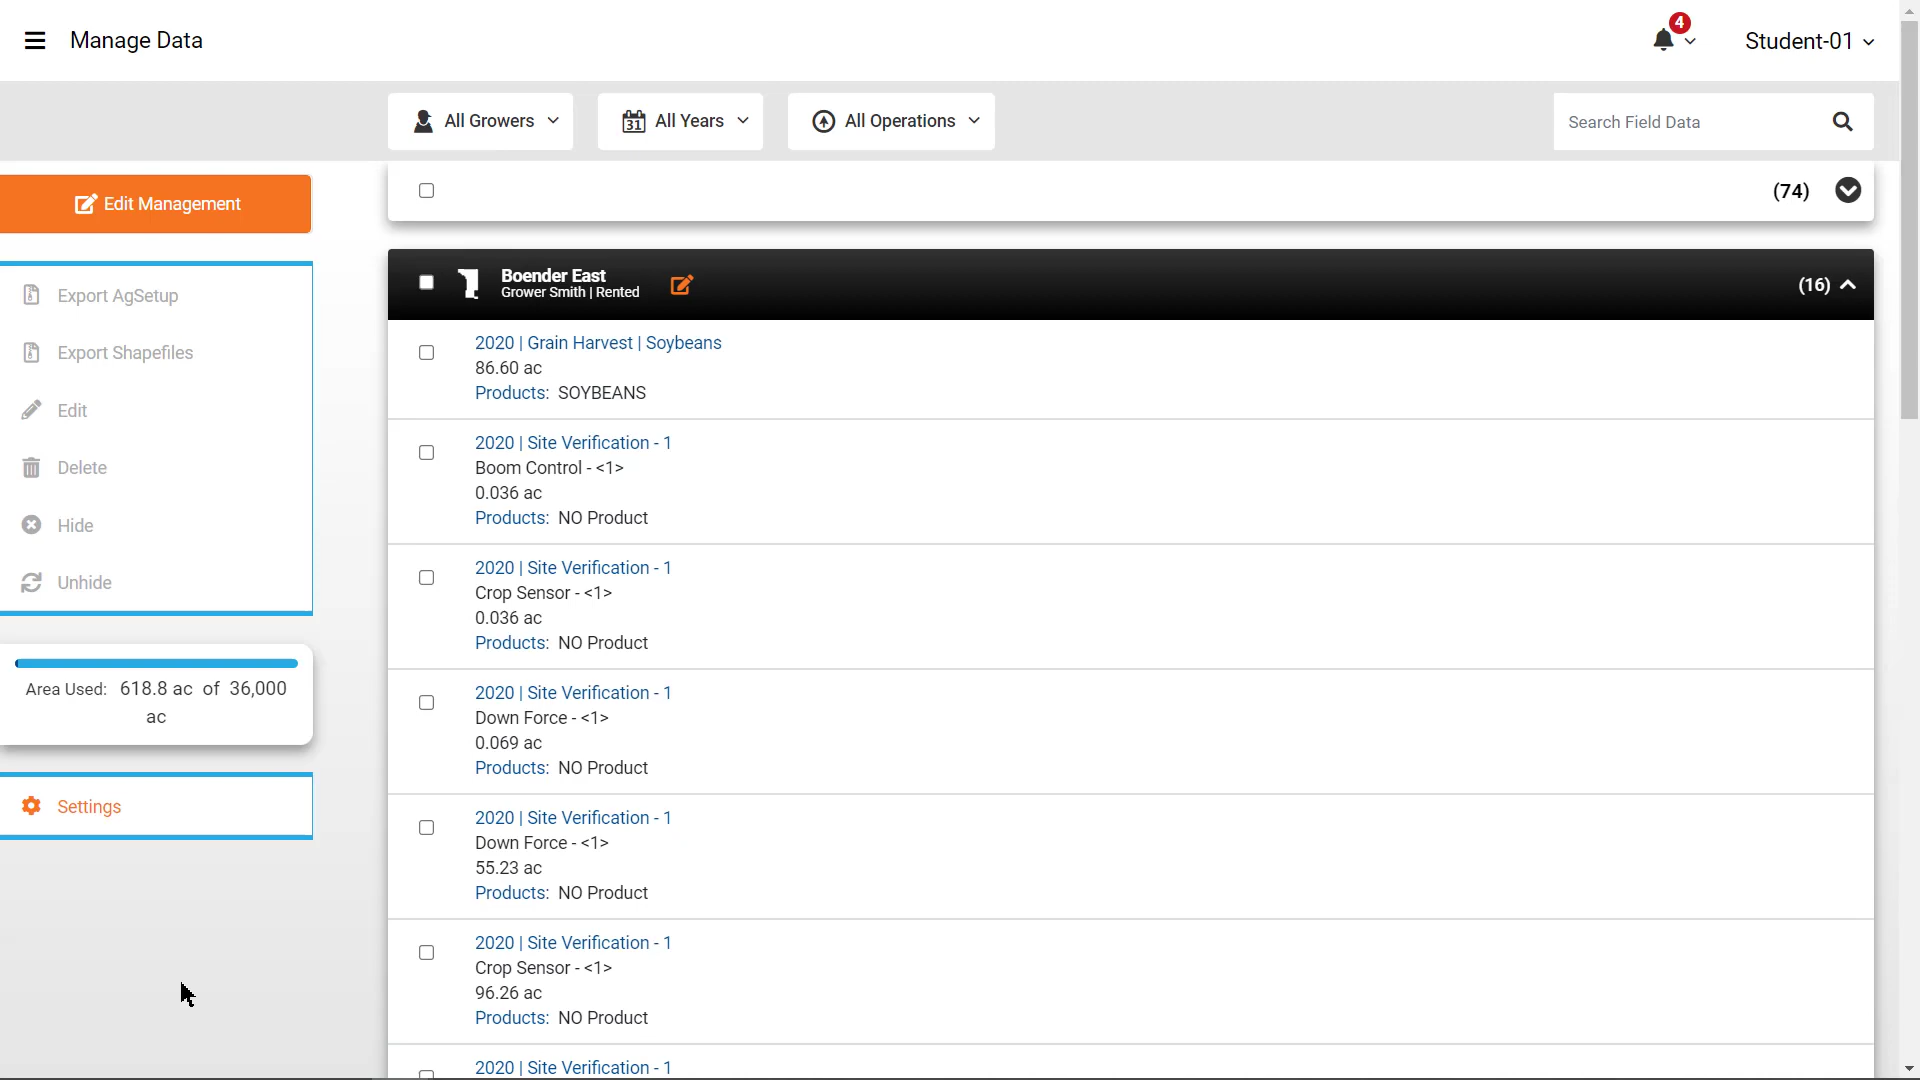 Manage Data
4
Student-01
All Growers
31
All Years
All Operations
Search Field Data
Edit Management
Export AgSetup
Export Shapefiles
Edit
Delete
Hide
Unhide
Area Used: 618.8 ac of 36,000
ac
Settings
(74)
Boender East
Grower Smith | Rented
(16)
2020 | Grain Harvest | Soybeans
86.60 ac
Products: SOYBEANS
2020 | Site Verification - 1
Boom Control - <1>
0.036 ac
Products: NO Product
2020 | Site Verification - 1
Crop Sensor - <1>
0.036 ac
Products: NO Product
2020 | Site Verification - 1
Down Force - <1>
0.069 ac
Products: NO Product
2020 | Site Verification - 1
Down Force - <1>
55.23 ac
Products: NO Product
2020 | Site Verification - 1
Crop Sensor - <1>
96.26 ac
Products: NO Product
2020 | Site Verification - 1